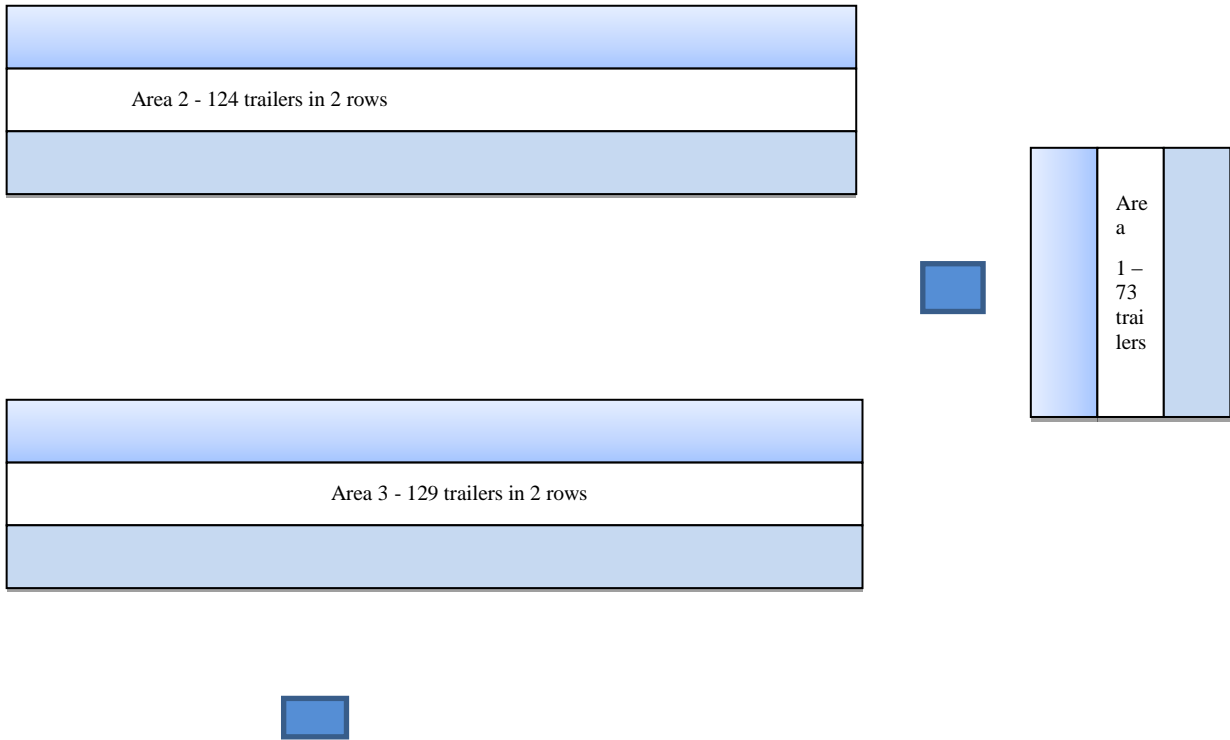 Area 2 - 124 trailers in 2 rows
Are
a
1 –
73
trai
lers
Area 3 - 129 trailers in 2 rows